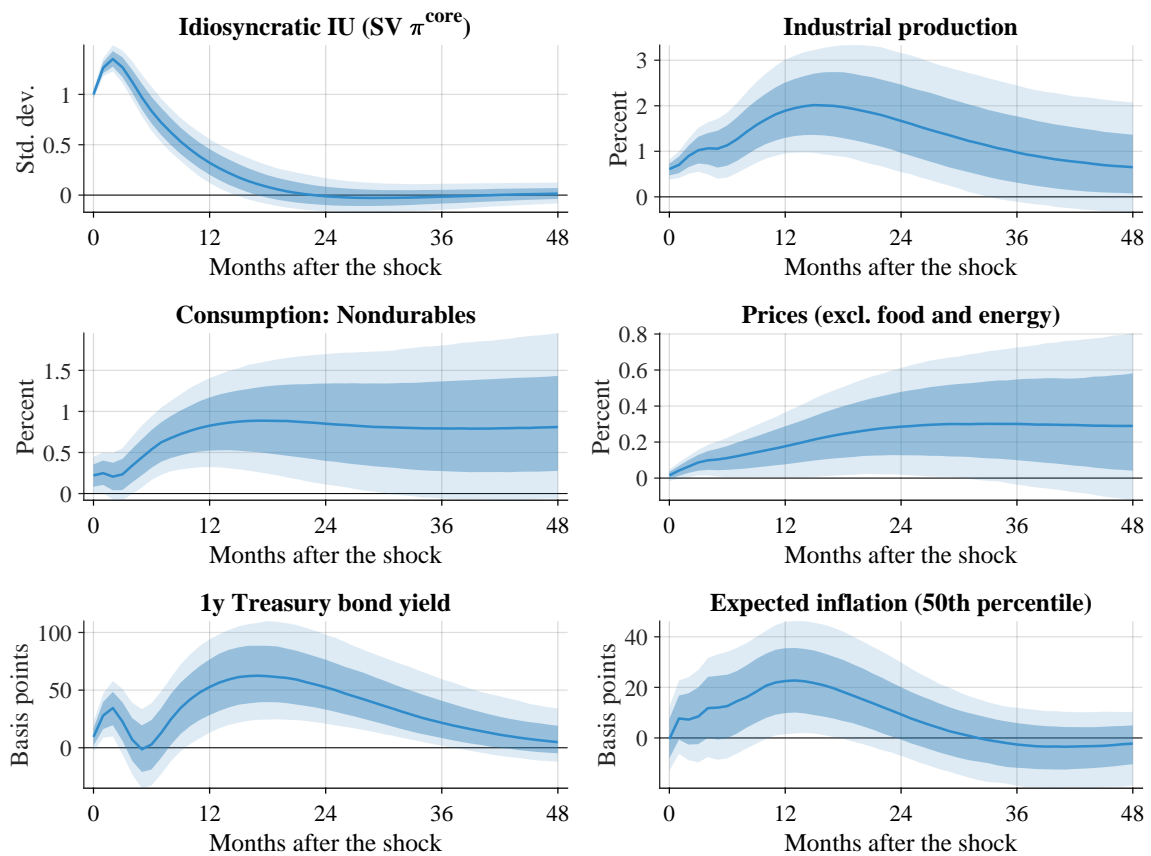 Idiosyncratic IU (SV π^core)
Std. dev.
1
0.5
0
0 12 24 36 48
Months after the shock
Industrial production
Percent
3
2
1
0
0 12 24 36 48
Months after the shock
Consumption: Nondurables
Percent
1.5
1
0.5
0
0 12 24 36 48
Months after the shock
Prices (excl. food and energy)
Percent
0.8
0.6
0.4
0.2
0
0 12 24 36 48
Months after the shock
1y Treasury bond yield
Basis points
100
50
0
0 12 24 36 48
Months after the shock
Expected inflation (50th percentile)
Basis points
40
20
0
0 12 24 36 48
Months after the shock